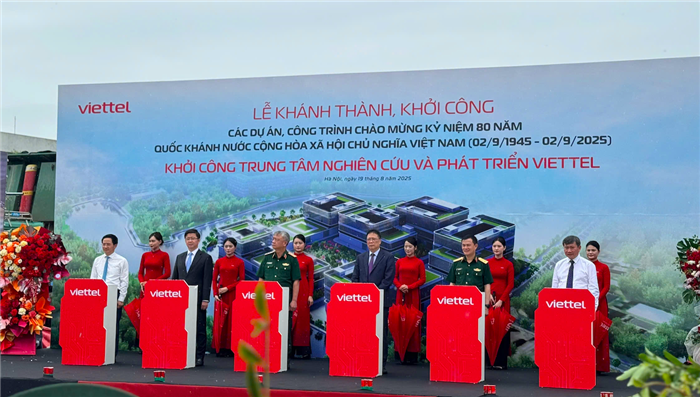 viettel
LỄ KHÁNH THÀNH, KHỞI CÔNG
CÁC DỰ ÁN, CÔNG TRÌNH CHÀO MỪNG KỶ NIỆM 80 NĂM
QUỐC KHÁNH NƯỚC CỘNG HÒA XÃ HỘI CHỦ NGHĨA VIỆT NAM (02/9/1945 - 02/9/2025)
KHỞI CÔNG TRUNG TÂM NGHIÊN CỨU VÀ PHÁT TRIỂN VIETTEL
Hà Nội, ngày 19 tháng 8 năm 2025
viettel
viettel
viettel
viettel
viettel
viettel